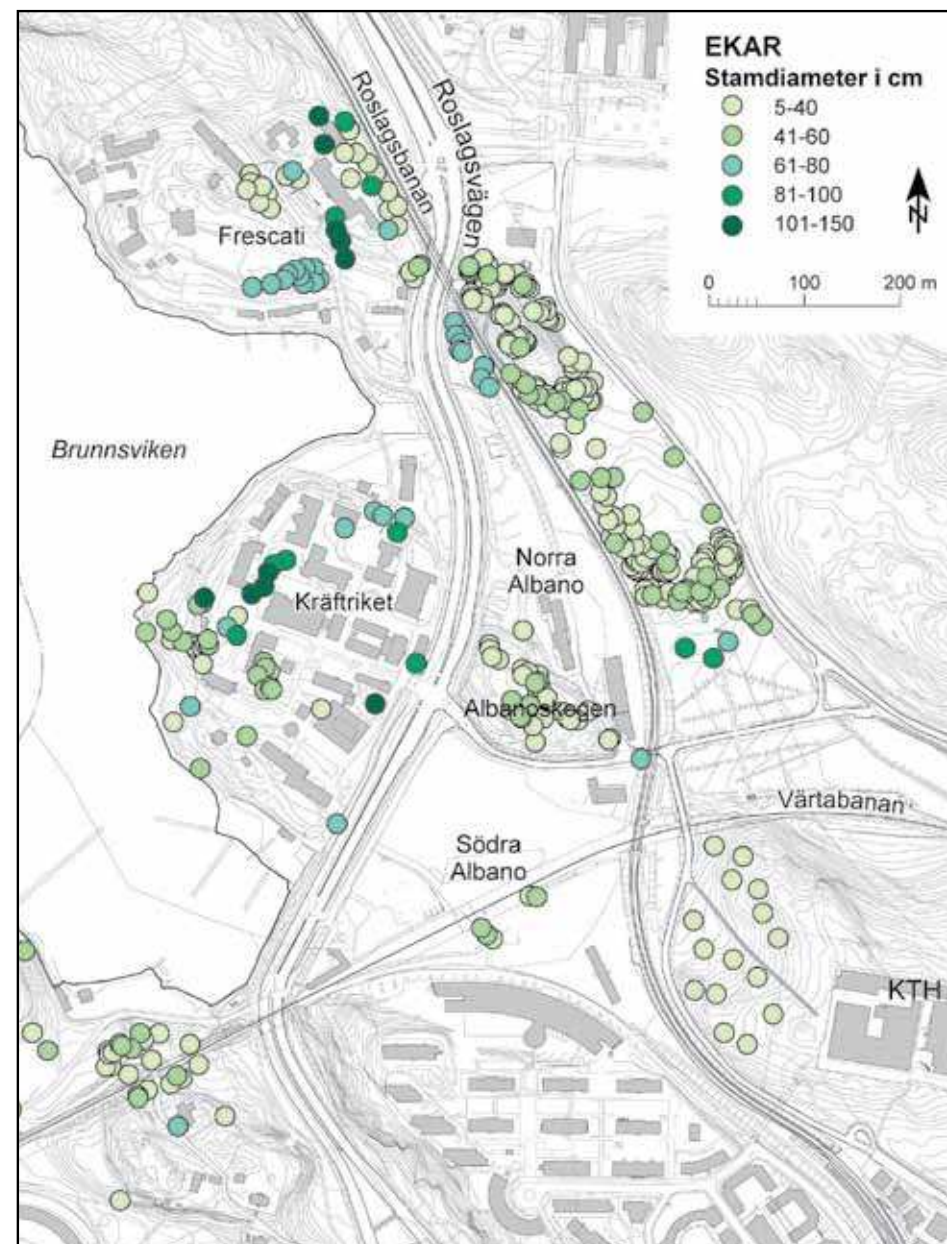 EKAR
Stamdiameter i cm
5-40
41-60
61-80
81-100
101-150
N
0 200 m
Roslagsbanan
Roslagsvägen
Frescati
Brunnsviken
Norra
Albano
Kräftriket
Albanoskogen
Värtabanan
Södra
Albano
KTH